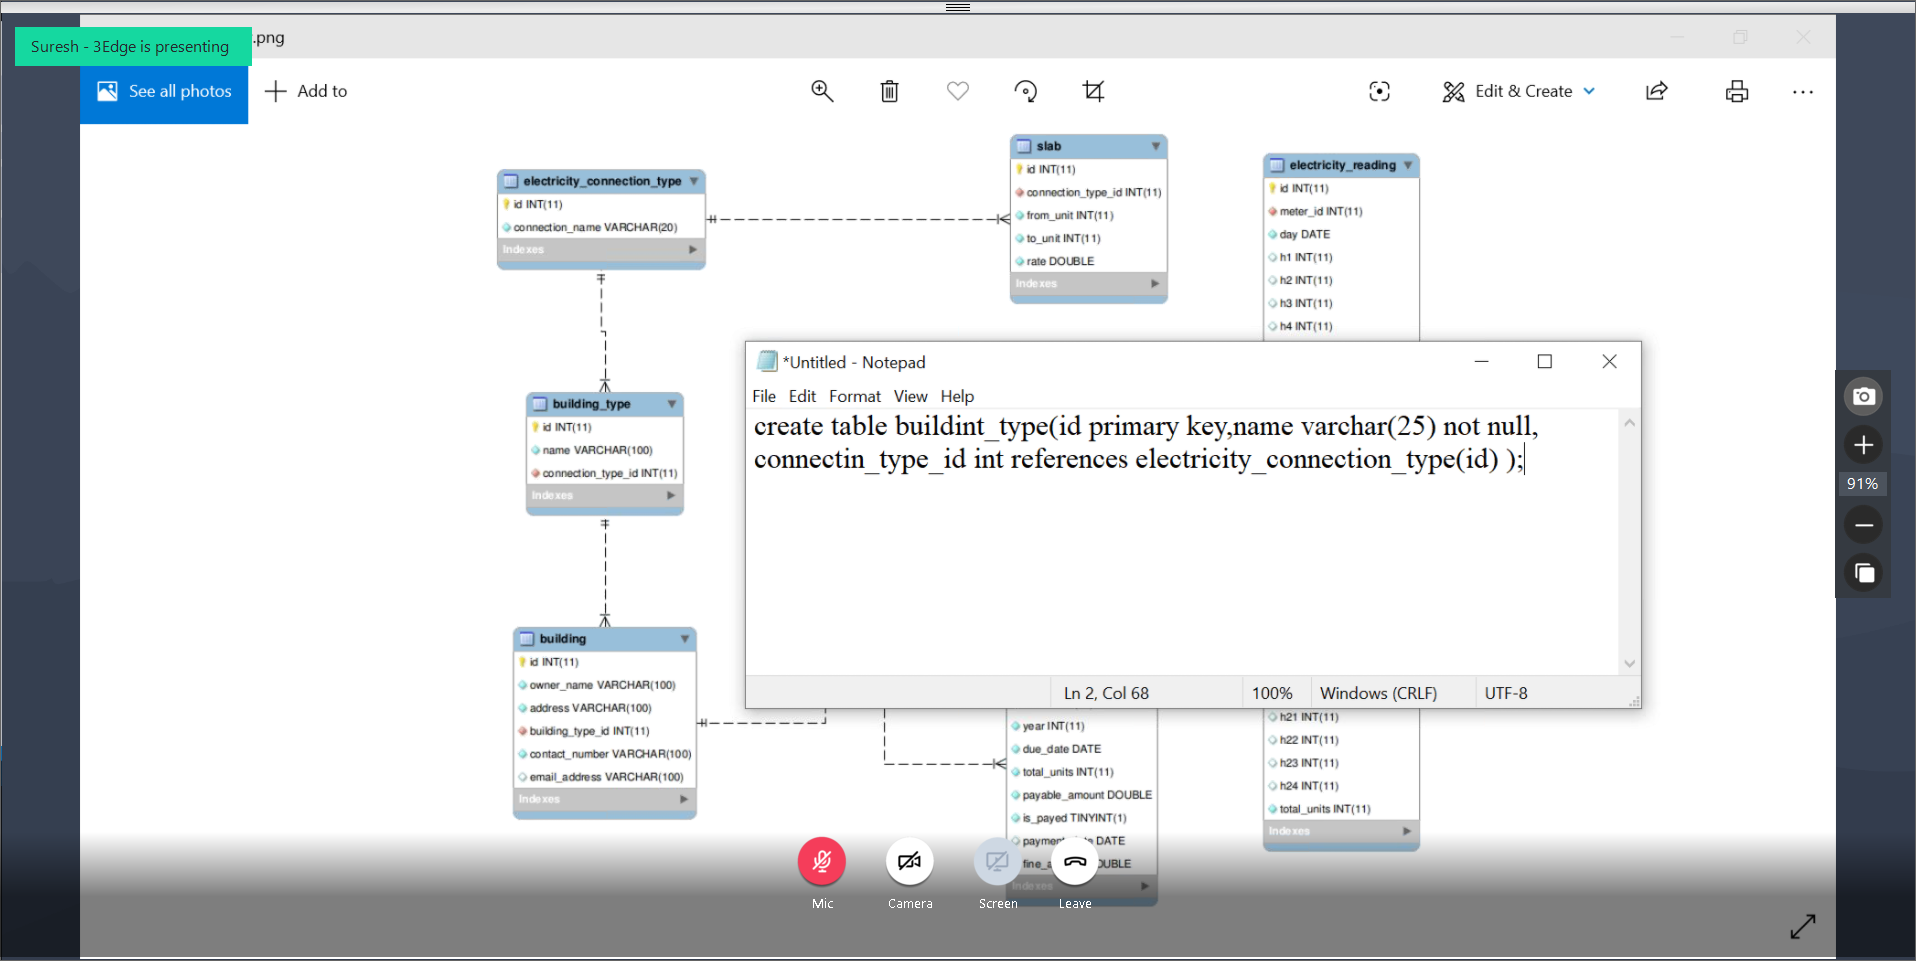 Suresh - 3Edge is presenting
.png
See all photos
Add to
Edit & Create
electricity_connection_type
id INT(11)
connection_name VARCHAR(20)
Indexes
slab
id INT(11)
connection_type_id INT(11)
from_unit INT(11)
to_unit INT(11)
rate DOUBLE
Indexes
electricity_reading
id INT(11)
meter_id INT(11)
day DATE
h1 INT(11)
h2 INT(11)
h3 INT(11)
h4 INT(11)
building_type
id INT(11)
name VARCHAR(100)
connection_type_id INT(11)
Indexes
*Untitled - Notepad
File Edit Format View Help
create table buildint_type(id primary key,name varchar(25) not null,
connectin_type_id int references electricity_connection_type(id) );
Ln 2, Col 68
100%
Windows (CRLF)
UTF-8
91%
building
id INT(11)
owner_name VARCHAR(100)
address VARCHAR(100)
building_type_id INT(11)
contact_number VARCHAR(100)
email_address VARCHAR(100)
Indexes
year INT(11)
due_date DATE
total_units INT(11)
payable_amount DOUBLE
is_payed TINYINT(1)
DATE
Indexes
h21 INT(11)
h22 INT(11)
h23 INT(11)
h24 INT(11)
total_units INT(11)
Indexes
Mic
Camera
Screen
Leave